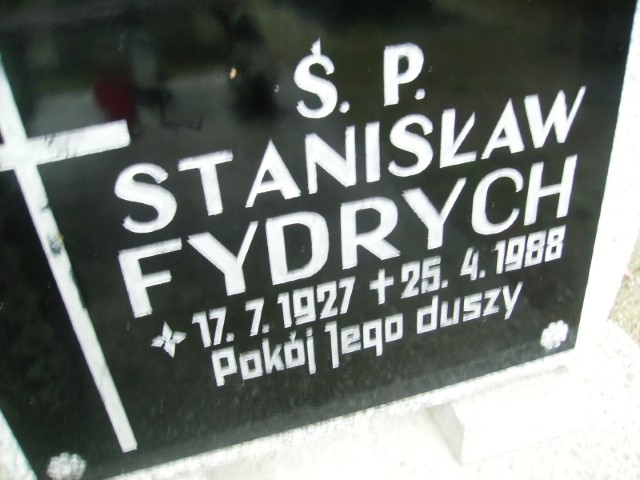 Ś. P.
STANISŁAW
FYDRYCH
17. 7. 1927 † 25. 4. 1988
Pokój Jego duszy